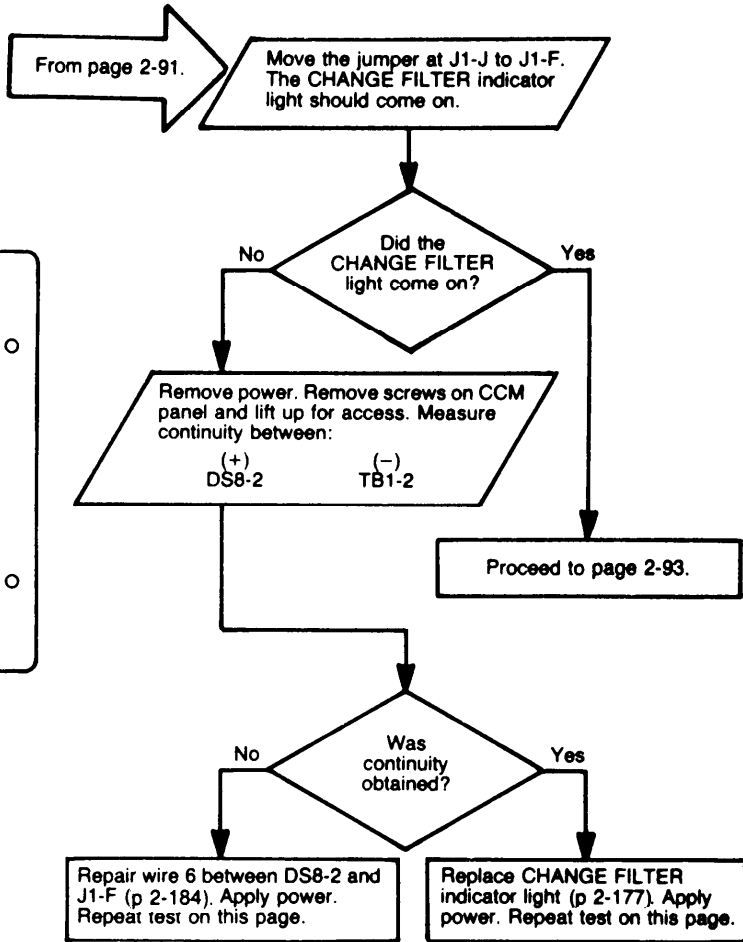 From page 2-91.
Move the jumper at J1-J to J1-F.
The CHANGE FILTER indicator
light should come on.
Did the
CHANGE FILTER
light come on?
No
Yes
Remove power. Remove screws on CCM
panel and lift up for access. Measure
continuity between:
(+) (−)
DS8-2 TB1-2
Proceed to page 2-93.
Was
continuity
obtained?
No
Yes
Repair wire 6 between DS8-2 and
J1-F (p 2-184). Apply power.
Repeat test on this page.
Replace CHANGE FILTER
indicator light (p 2-177). Apply
power. Repeat test on this page.